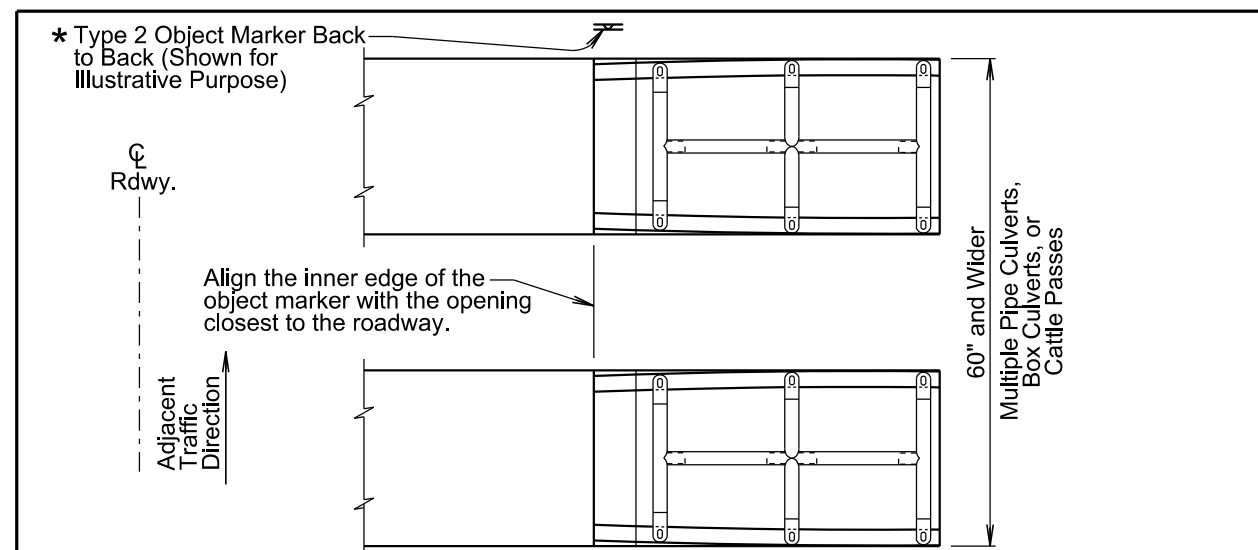 * Type 2 Object Marker Back
to Back (Shown for
Illustrative Purpose)
℄
Rdwy.
Align the inner edge of the
object marker with the opening
closest to the roadway.
Adjacent
Traffic
Direction
60" and Wider
Multiple Pipe Culverts,
Box Culverts, or
Cattle Passes